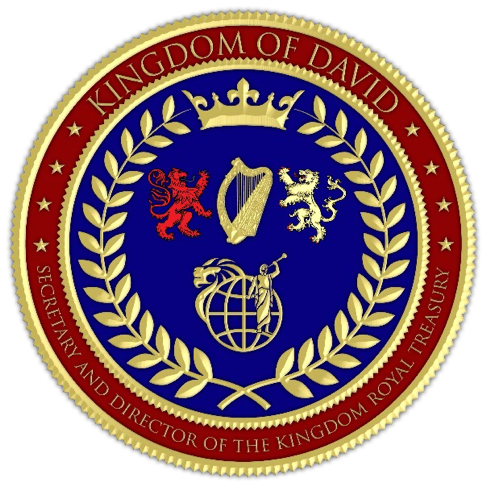 KINGDOM OF DAVID
SECRETARY AND DIRECTOR OF THE KINGDOM ROYAL TREASURY